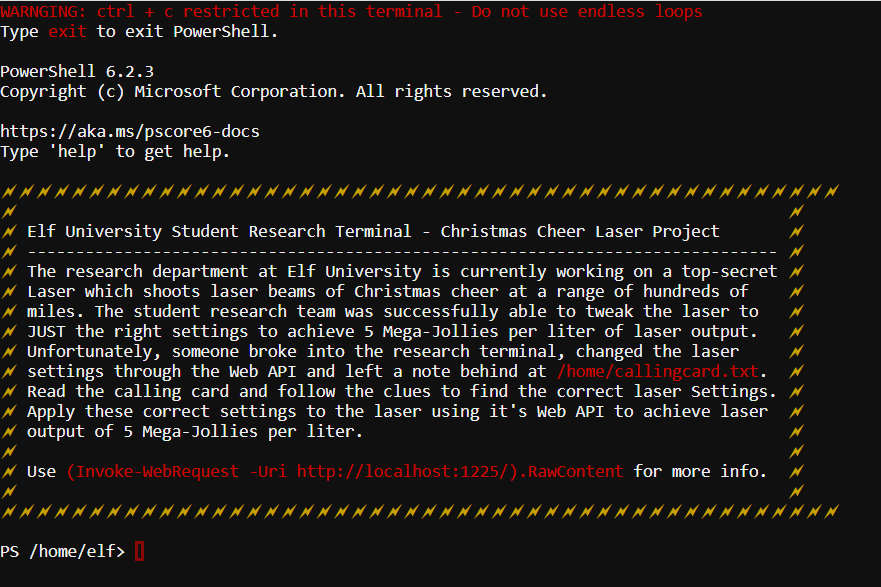 WARNGING: ctrl + c restricted in this terminal - Do not use endless loops
Type exit to exit PowerShell.
PowerShell 6.2.3
Copyright (c) Microsoft Corporation. All rights reserved.
https://aka.ms/pscore6-docs
Type 'help' to get help.
Elf University Student Research Terminal - Christmas Cheer Laser Project
------------------------------------------------------------------------------
The research department at Elf University is currently working on a top-secret
Laser which shoots laser beams of Christmas cheer at a range of hundreds of
miles. The student research team was successfully able to tweak the laser to
JUST the right settings to achieve 5 Mega-Jollies per liter of laser output.
Unfortunately, someone broke into the research terminal, changed the laser
settings through the Web API and left a note behind at /home/callingcard.txt.
Read the calling card and follow the clues to find the correct laser Settings.
Apply these correct settings to the laser using it's Web API to achieve laser
output of 5 Mega-Jollies per liter.
Use (Invoke-WebRequest -Uri http://localhost:1225/).RawContent for more info.
PS /home/elf>